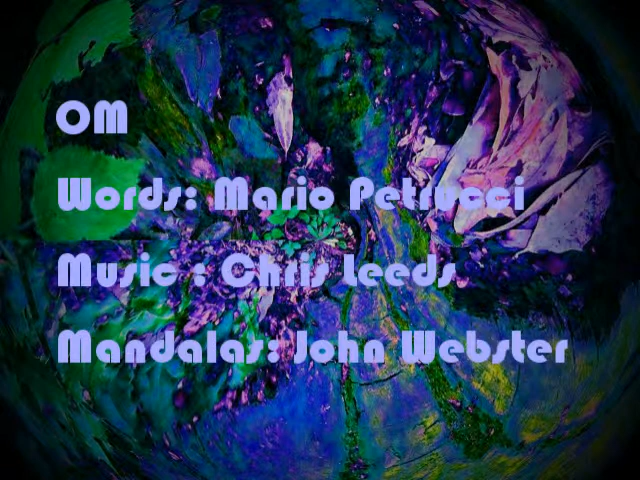 OM
Words: Mario Petrucci
Music : Chris Leeds
Mandalas: John Webster